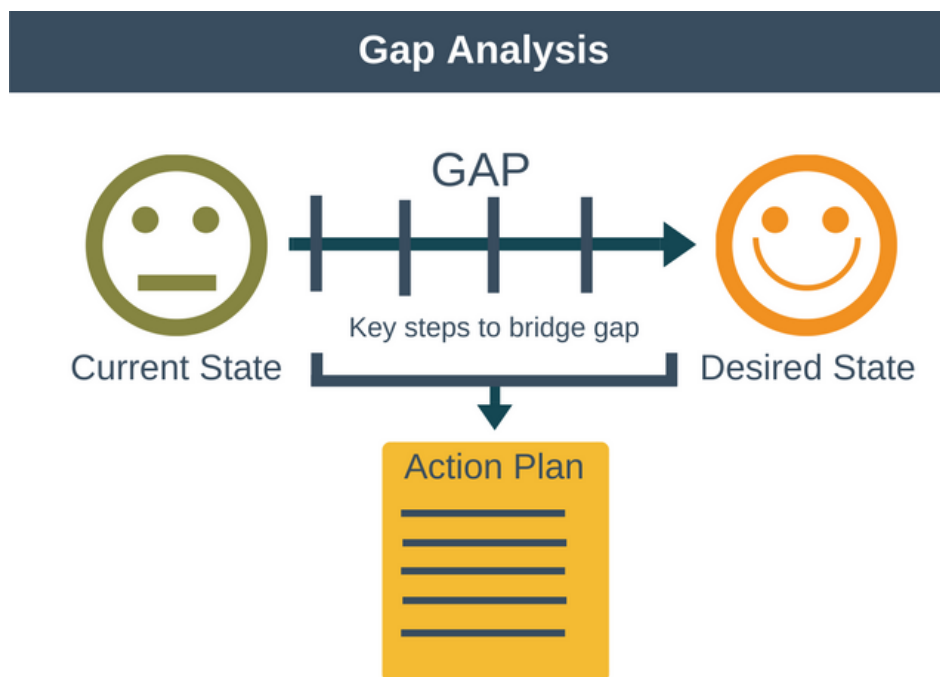 Gap Analysis
GAP
Key steps to bridge gap
Current State
Desired State
Action Plan